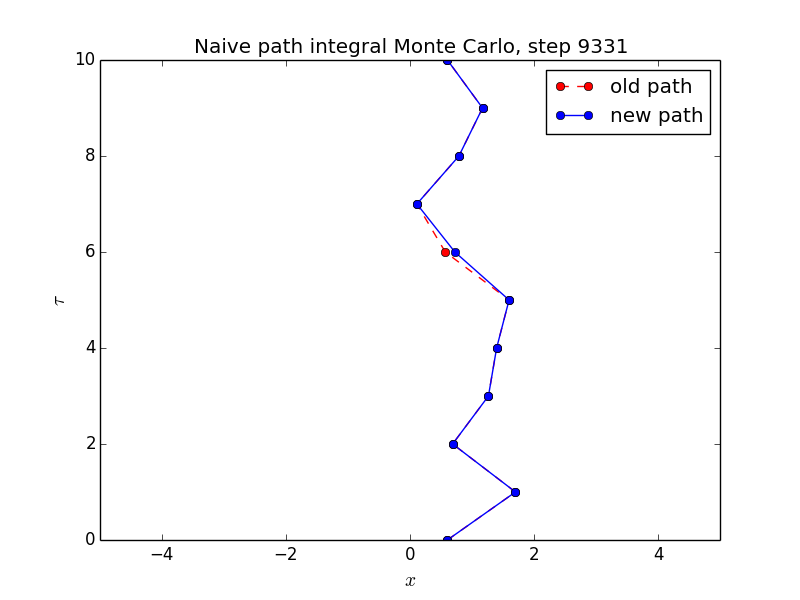 Naive path integral Monte Carlo, step 9331
old path
new path
10
8
6
4
2
0
τ
−4 −2 0 2 4
x